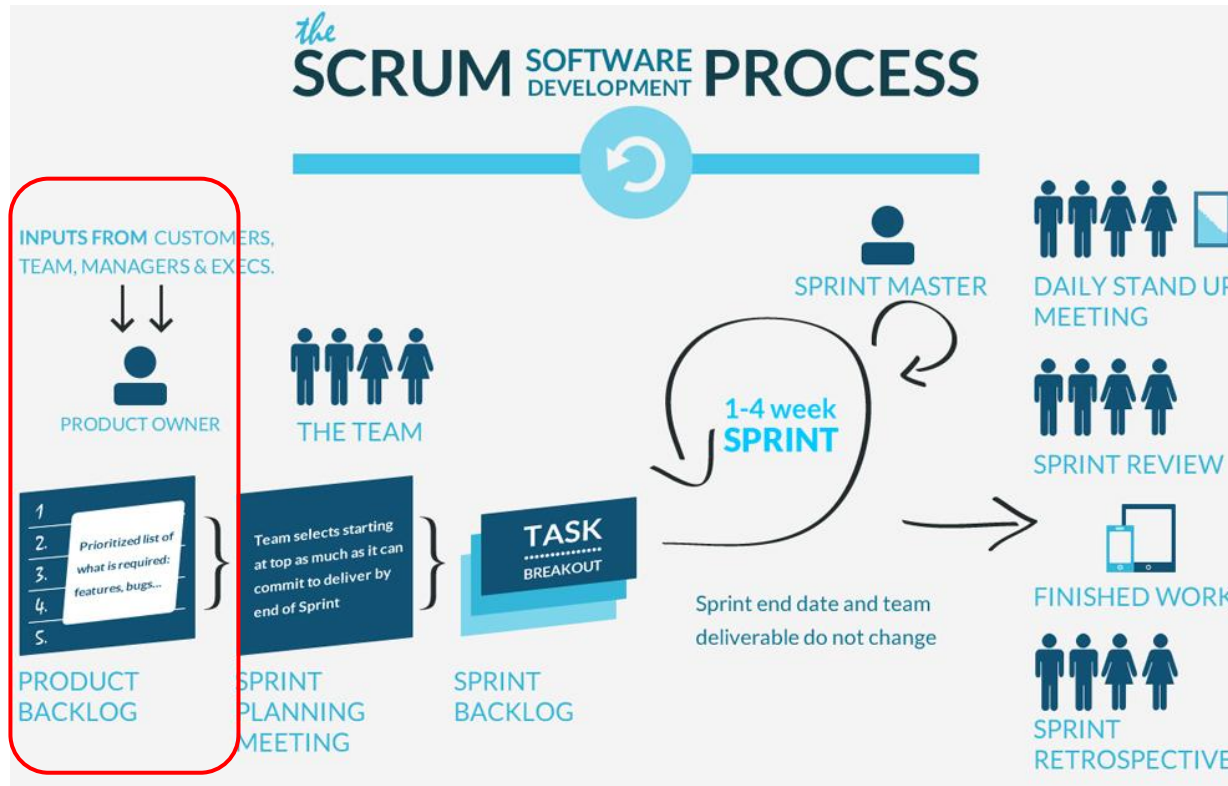 the
SCRUM SOFTWARE DEVELOPMENT PROCESS
INPUTS FROM CUSTOMERS,
TEAM, MANAGERS & EXECS.
PRODUCT OWNER
1
2.
3.
4.
5.
Prioritized list of
what is required:
features, bugs...
PRODUCT
BACKLOG
THE TEAM
Team selects starting
at top as much as it can
commit to deliver by
end of Sprint
SPRINT
PLANNING
MEETING
TASK
BREAKOUT
SPRINT
BACKLOG
SPRINT MASTER
1-4 week
SPRINT
Sprint end date and team
deliverable do not change
DAILY STAND UP
MEETING
SPRINT REVIEW
FINISHED WORK
SPRINT
RETROSPECTIVE